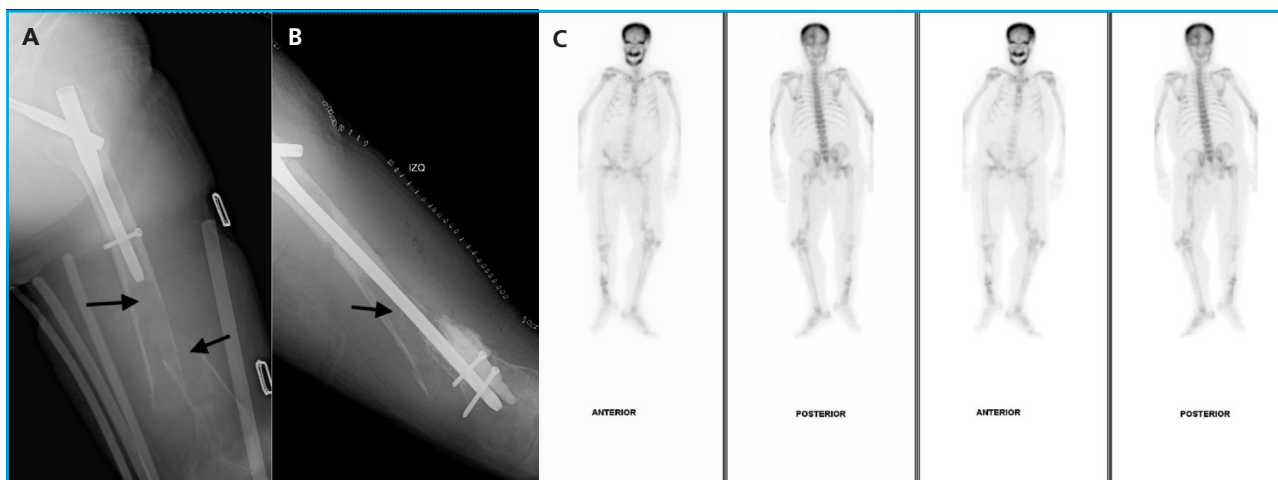 A
B
C
IZQ
ANTERIOR
POSTERIOR
ANTERIOR
POSTERIOR